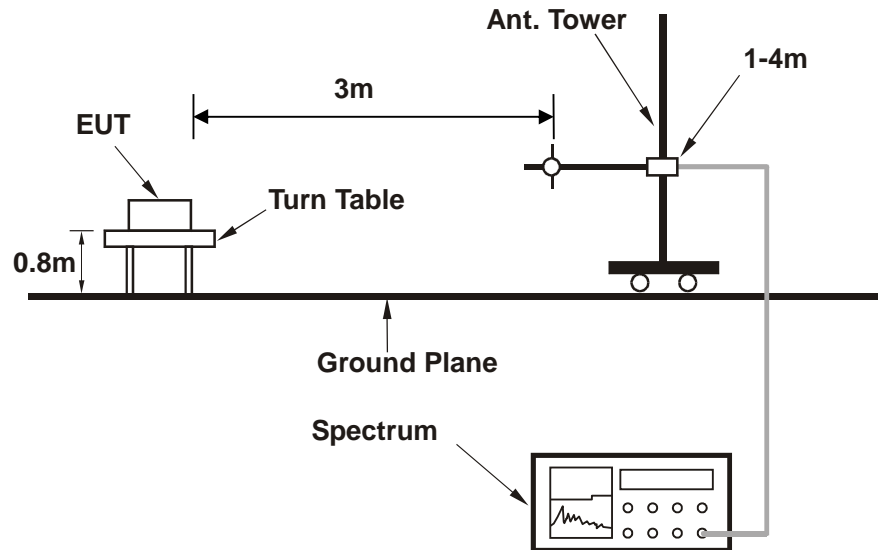 Ant. Tower
1-4m
3m
EUT
Turn Table
0.8m
Ground Plane
Spectrum